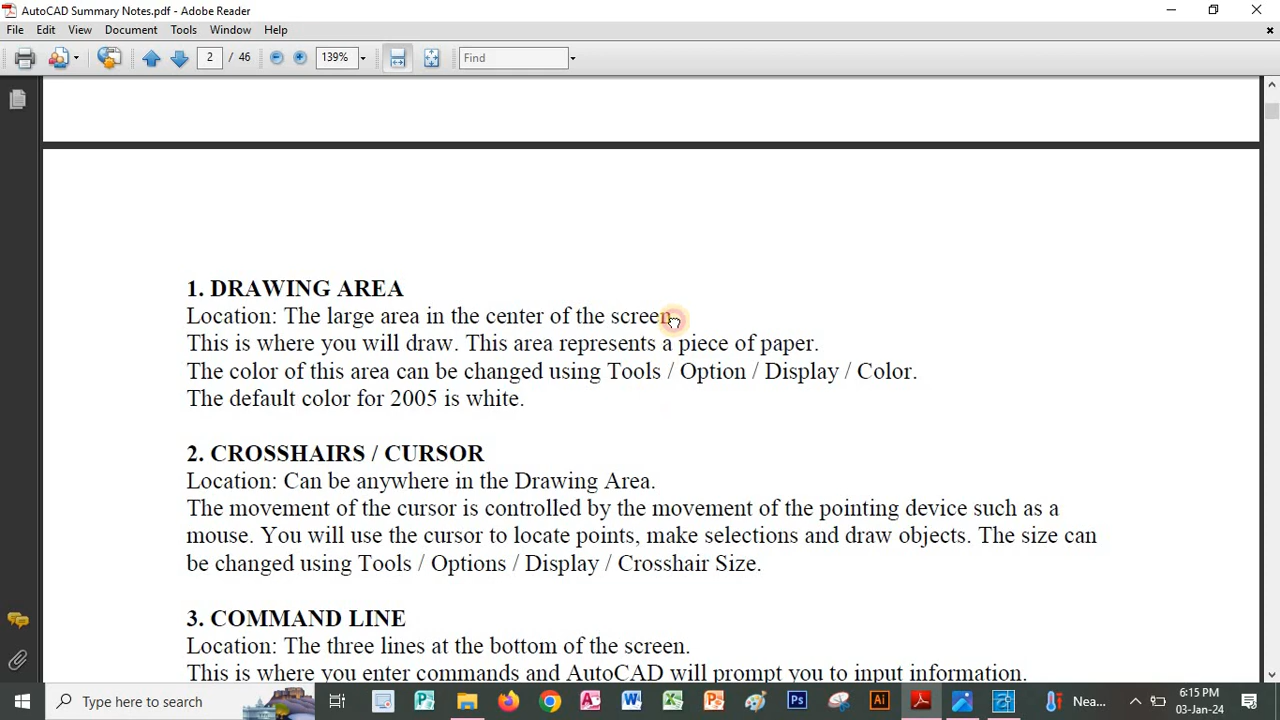 AutoCAD Summary Notes.pdf - Adobe Reader
File Edit View Document Tools Window Help
2 / 46 139% Find
1. DRAWING AREA
Location: The large area in the center of the screen
This is where you will draw. This area represents a piece of paper.
The color of this area can be changed using Tools / Option / Display / Color.
The default color for 2005 is white.
2. CROSSHAIRS / CURSOR
Location: Can be anywhere in the Drawing Area.
The movement of the cursor is controlled by the movement of the pointing device such as a
mouse. You will use the cursor to locate points, make selections and draw objects. The size can
be changed using Tools / Options / Display / Crosshair Size.
3. COMMAND LINE
Location: The three lines at the bottom of the screen.
This is where you enter commands and AutoCAD will prompt you to input information.
Type here to search
Nea...
6:15 PM
03-Jan-24